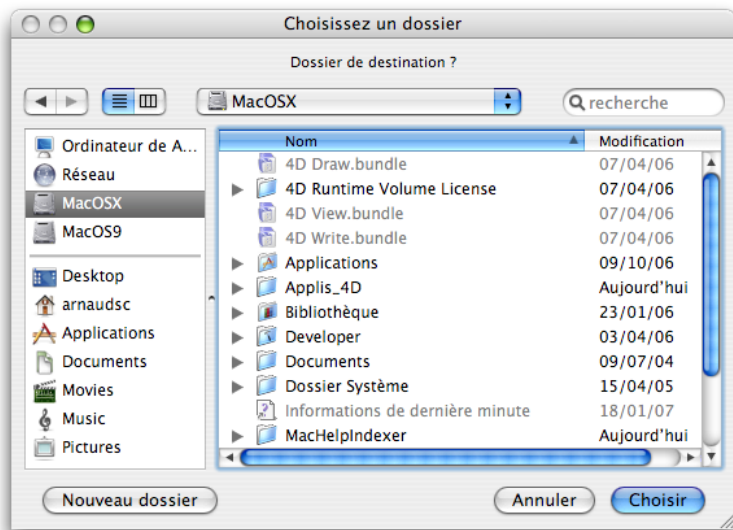 Choisissez un dossier
Dossier de destination ?
MacOSX
recherche
Ordinateur de A...
Réseau
MacOSX
MacOS9
Desktop
arnaudsc
Applications
Documents
Movies
Music
Pictures
Nom Modification
4D Draw.bundle 07/04/06
4D Runtime Volume License 07/04/06
4D View.bundle 07/04/06
4D Write.bundle 07/04/06
Applications 09/10/06
Applis_4D Aujourd'hui
Bibliothèque 23/01/06
Developer 03/04/06
Documents 09/07/04
Dossier Système 15/04/05
Informations de dernière minute 18/01/07
MacHelpIndexer Aujourd'hui
Nouveau dossier Annuler Choisir